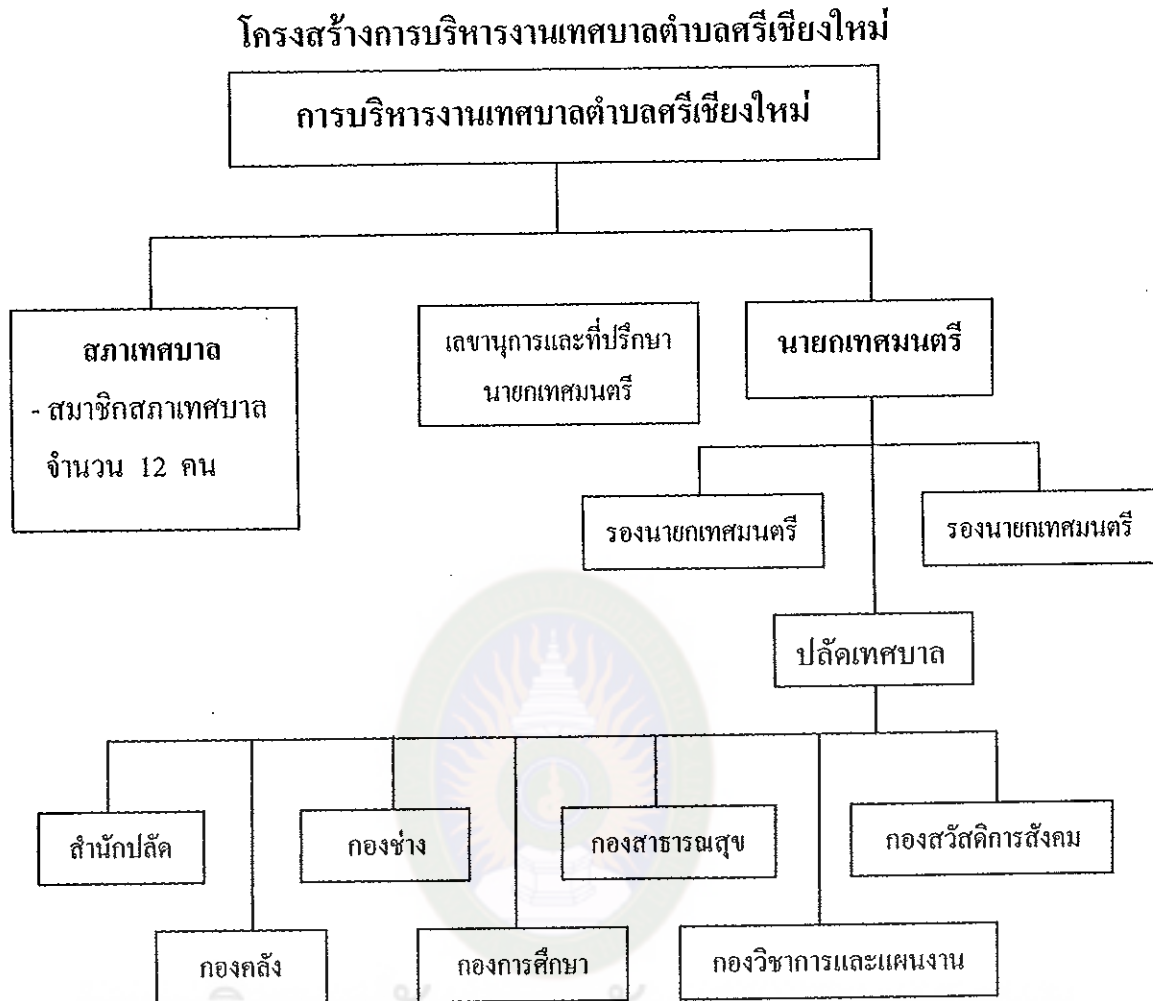 โครงสร้างการบริหารงานเทศบาลตำบลศรีเชียงใหม่
การบริหารงานเทศบาลตำบลศรีเชียงใหม่
สภาเทศบาล
- สมาชิกสภาเทศบาล
จำนวน 12 คน
เลขานุการและที่ปรึกษา
นายกเทศมนตรี
นายกเทศมนตรี
รองนายกเทศมนตรี
รองนายกเทศมนตรี
ปลัดเทศบาล
สำนักปลัด
กองช่าง
กองสาธารณสุข
กองสวัสดิการสังคม
กองคลัง
กองการศึกษา
กองวิชาการและแผนงาน